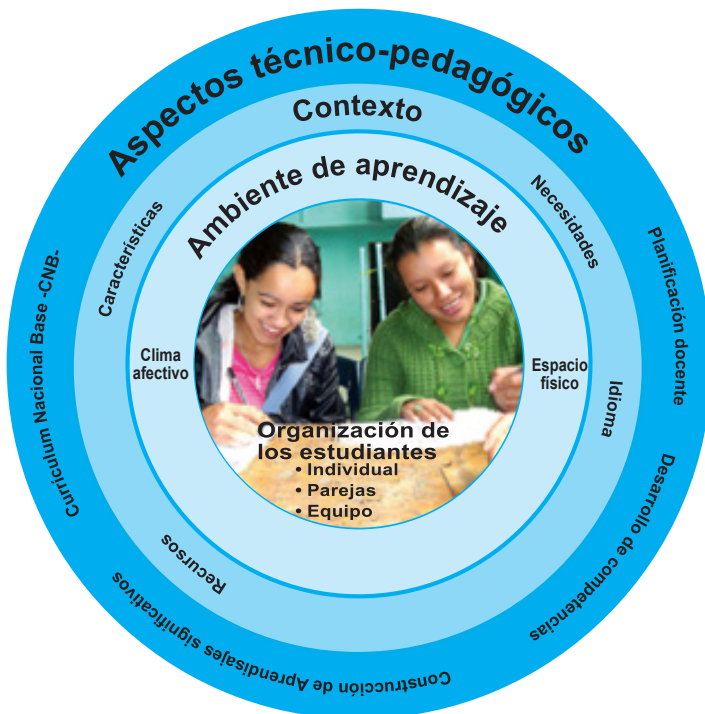 Aspectos técnico-pedagógicos
Contexto
Ambiente de aprendizaje
Características
Necesidades
Curriculum Nacional Base -CNB-
Planificación docente
Clima
afectivo
Espacio
físico
Idioma
Organización de
los estudiantes
• Individual
• Parejas
• Equipo
Recursos
Desarrollo de competencias
Construcción de Aprendisajes significativos